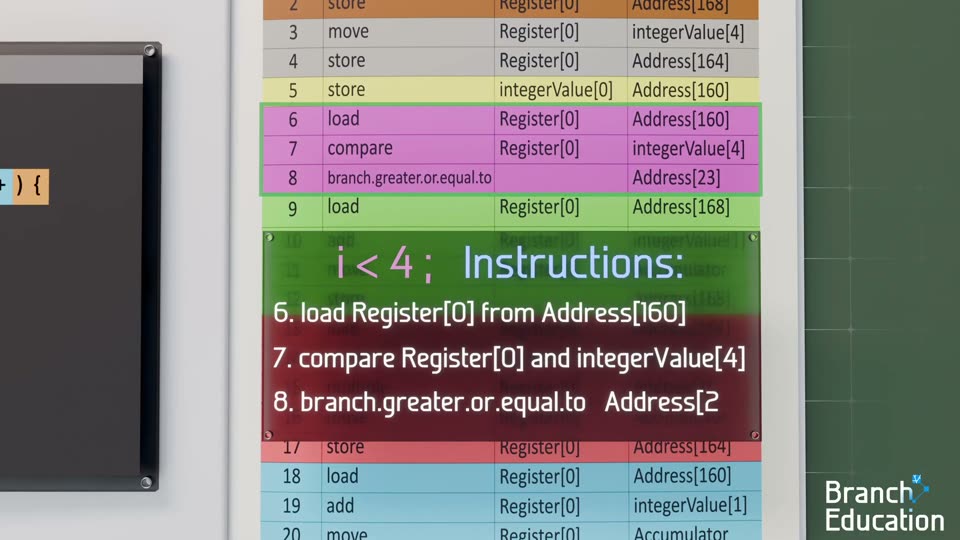 2 store Register[0] Address[168]
3 move Register[0] integerValue[4]
4 store Register[0] Address[164]
5 store integerValue[0] Address[160]
6 load Register[0] Address[160]
7 compare Register[0] integerValue[4]
8 branch.greater.or.equal.to Address[23]
+ ) {
9 load Register[0] Address[168]
10 add
i < 4 ; Instructions:
6. load Register[0] from Address[160]
7. compare Register[0] and integerValue[4]
8. branch.greater.or.equal.to Address[2
17 store Register[0] Address[164]
18 load Register[0] Address[160]
19 add Register[0] integerValue[1]
20 move Register[0] Accumulator
Branch
Education